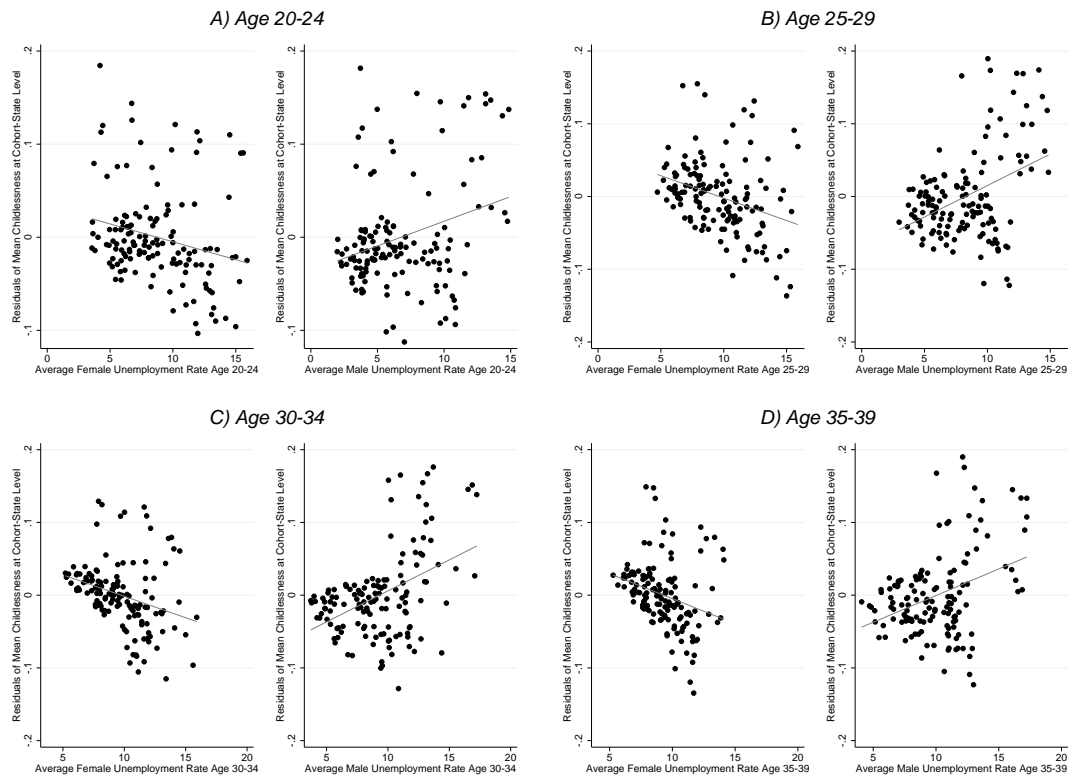 A) Age 20-24
B) Age 25-29
Residuals of Mean Childlessness at Cohort-State Level
.2
.1
0
-.1
0 5 10 15
Average Female Unemployment Rate Age 20-24
Residuals of Mean Childlessness at Cohort-State Level
.2
.1
0
-.1
0 5 10 15
Average Male Unemployment Rate Age 20-24
Residuals of Mean Childlessness at Cohort-State Level
.2
.1
0
-.1
-.2
0 5 10 15
Average Female Unemployment Rate Age 25-29
Residuals of Mean Childlessness at Cohort-State Level
.2
.1
0
-.1
-.2
0 5 10 15
Average Male Unemployment Rate Age 25-29
C) Age 30-34
D) Age 35-39
Residuals of Mean Childlessness at Cohort-State Level
.2
.1
0
-.1
-.2
5 10 15 20
Average Female Unemployment Rate Age 30-34
Residuals of Mean Childlessness at Cohort-State Level
.2
.1
0
-.1
-.2
5 10 15 20
Average Male Unemployment Rate Age 30-34
Residuals of Mean Childlessness at Cohort-State Level
.2
.1
0
-.1
-.2
5 10 15 20
Average Female Unemployment Rate Age 35-39
Residuals of Mean Childlessness at Cohort-State Level
.2
.1
0
-.1
-.2
5 10 15 20
Average Male Unemployment Rate Age 35-39